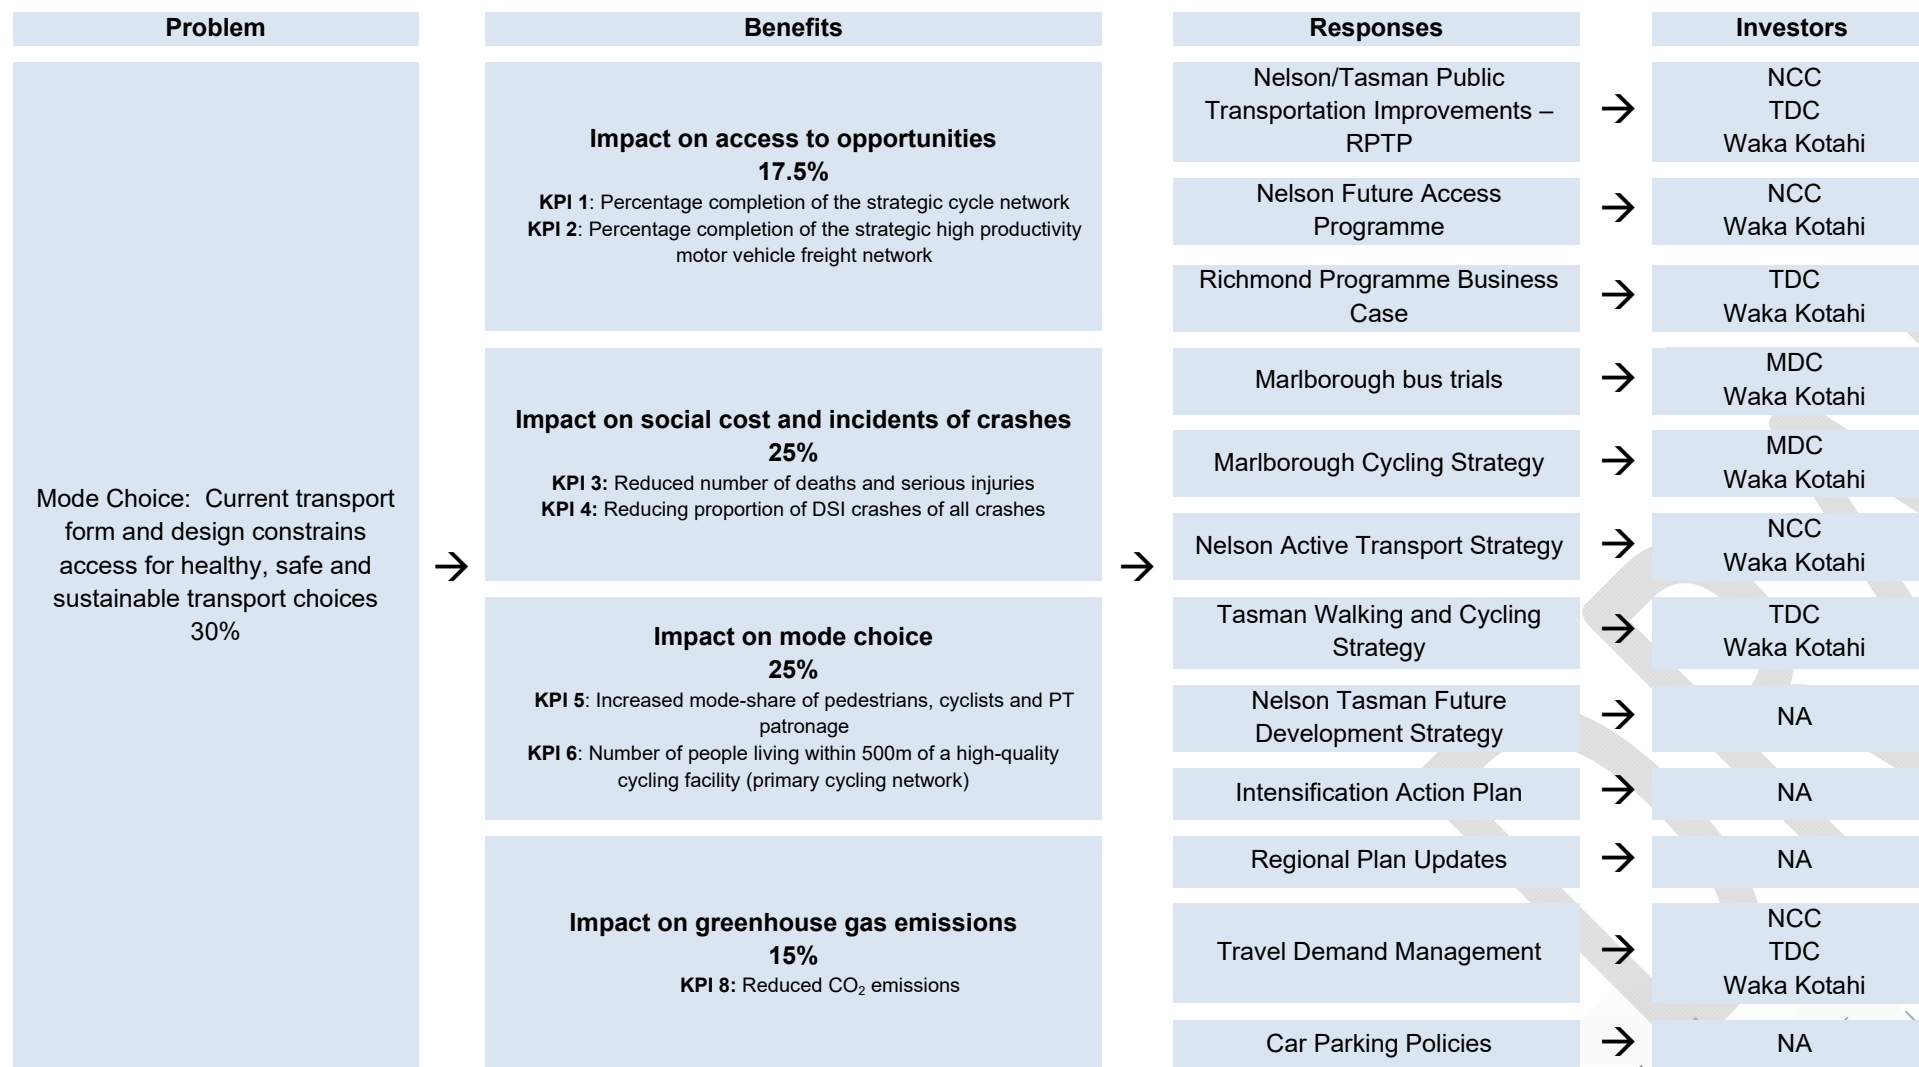 Problem
Benefits
Responses
Investors
Mode Choice:  Current transport
form and design constrains
access for healthy, safe and
sustainable transport choices
30%
→
Impact on access to opportunities
17.5%
KPI 1: Percentage completion of the strategic cycle network
KPI 2: Percentage completion of the strategic high productivity
motor vehicle freight network
Impact on social cost and incidents of crashes
25%
KPI 3: Reduced number of deaths and serious injuries
KPI 4: Reducing proportion of DSI crashes of all crashes
Impact on mode choice
25%
KPI 5: Increased mode-share of pedestrians, cyclists and PT
patronage
KPI 6: Number of people living within 500m of a high-quality
cycling facility (primary cycling network)
Impact on greenhouse gas emissions
15%
KPI 8: Reduced CO₂ emissions
→
Nelson/Tasman Public
Transportation Improvements –
RPTP
→
NCC
TDC
Waka Kotahi
Nelson Future Access
Programme
→
NCC
Waka Kotahi
Richmond Programme Business
Case
→
TDC
Waka Kotahi
Marlborough bus trials
→
MDC
Waka Kotahi
Marlborough Cycling Strategy
→
MDC
Waka Kotahi
Nelson Active Transport Strategy
→
NCC
Waka Kotahi
Tasman Walking and Cycling
Strategy
→
TDC
Waka Kotahi
Nelson Tasman Future
Development Strategy
→
NA
Intensification Action Plan
→
NA
Regional Plan Updates
→
NA
Travel Demand Management
→
NCC
TDC
Waka Kotahi
Car Parking Policies
→
NA